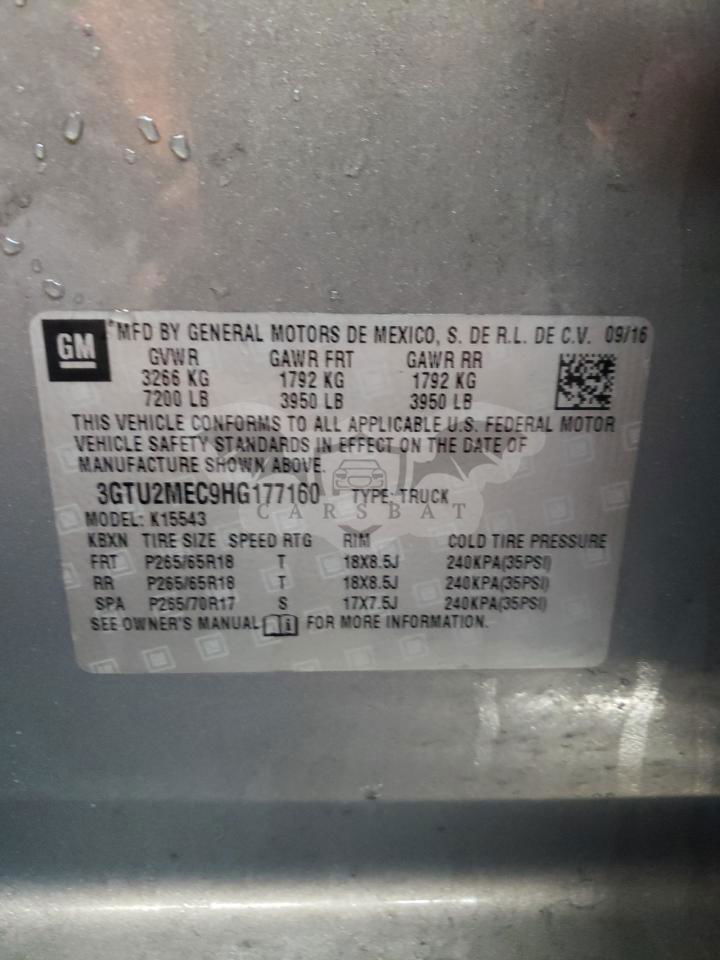 GM
MFD BY GENERAL MOTORS DE MEXICO, S. DE R.L. DE C.V. 09/16
GVWR GAWR FRT GAWR RR
3266 KG 1792 KG 1792 KG
7200 LB 3950 LB 3950 LB
THIS VEHICLE CONFORMS TO ALL APPLICABLE U.S. FEDERAL MOTOR
VEHICLE SAFETY STANDARDS IN EFFECT ON THE DATE OF
MANUFACTURE SHOWN ABOVE.
3GTU2MEC9HG177160 TYPE: TRUCK
CARSBAT
MODEL: K15543
KBXN TIRE SIZE SPEED RTG RIM COLD TIRE PRESSURE
FRT P265/65R18 T 18X8.5J 240KPA(35PSI)
RR P265/65R18 T 18X8.5J 240KPA(35PSI)
SPA P265/70R17 S 17X7.5J 240KPA(35PSI)
SEE OWNER'S MANUAL i FOR MORE INFORMATION.